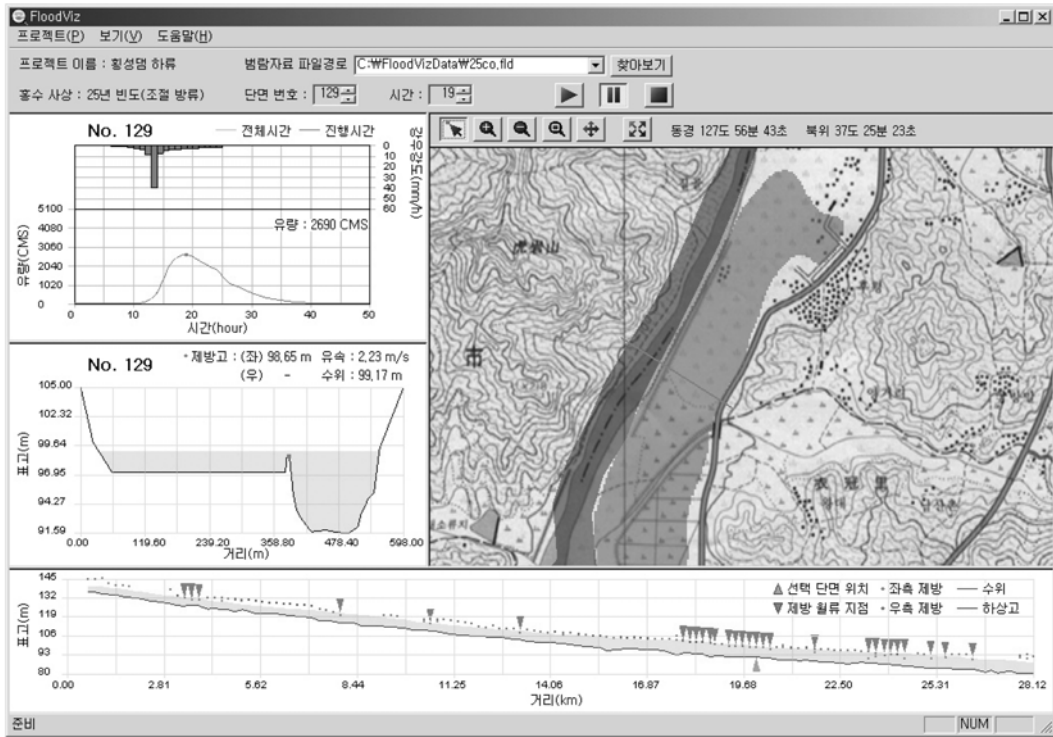 FloodViz
프로젝트(P) 보기(V) 도움말(H)
프로젝트 이름 : 횡성댐 하류 범람자료 파일경로 C:₩FloodVizData₩25co.fld 찾아보기
홍수 사상 : 25년 빈도(조절 방류) 단면 번호 : 129 시간 : 19
No. 129 전체시간 진행시간
0
10
20
30
40
50
60
강우강도(mm/h)
5100
4080
3060
2040
1020
0
유량(CMS)
유량 : 2690 CMS
0 10 20 30 40 50
시간(hour)
동경 127도 56분 43초 북위 37도 25분 23초
市
No. 129 제방고 : (좌) 98.65 m 유속 : 2.23 m/s
(우) - 수위 : 99.17 m
105.00
102.32
99.64
96.95
94.27
91.59
표고(m)
0.00 119.60 239.20 358.80 478.40 598.00
거리(m)
145
132
119
106
93
80
표고(m)
선택 단면 위치 좌측 제방 수위
제방 월류 지점 우측 제방 하상고
0.00 2.81 5.62 8.44 11.25 14.06 16.87 19.68 22.50 25.31 28.12
거리(km)
준비 NUM